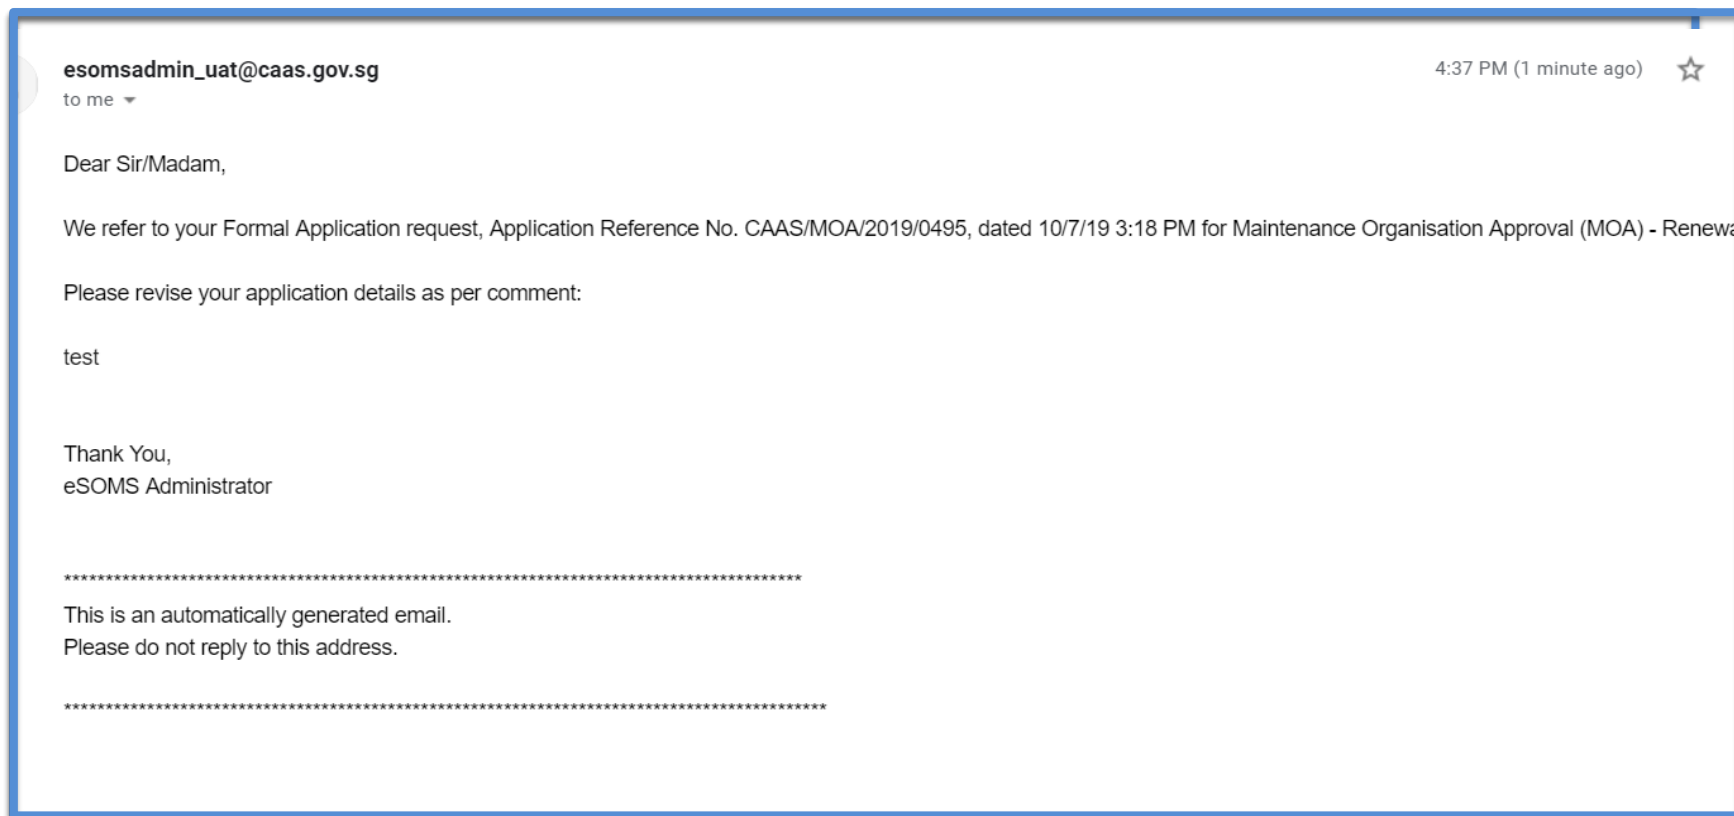 esomsadmin_uat@caas.gov.sg
4:37 PM (1 minute ago)
to me
Dear Sir/Madam,
We refer to your Formal Application request, Application Reference No. CAAS/MOA/2019/0495, dated 10/7/19 3:18 PM for Maintenance Organisation Approval (MOA) - Renewa
Please revise your application details as per comment:
test
Thank You,
eSOMS Administrator
*****************************************************************************************
This is an automatically generated email.
Please do not reply to this address.
********************************************************************************************